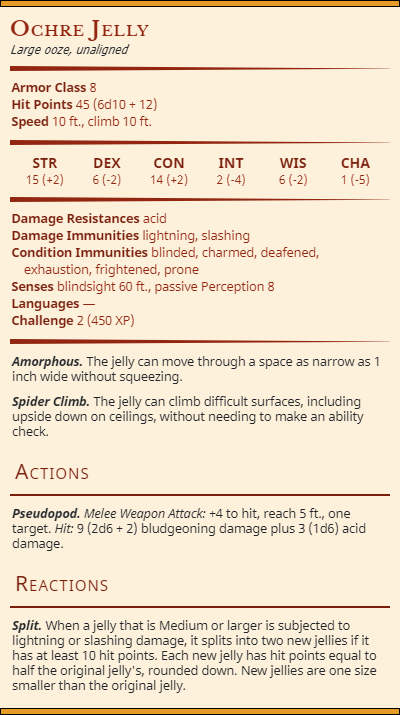 Ochre Jelly
Large ooze, unaligned
Armor Class 8
Hit Points 45 (6d10 + 12)
Speed 10 ft., climb 10 ft.
STR DEX CON INT WIS CHA
15 (+2) 6 (-2) 14 (+2) 2 (-4) 6 (-2) 1 (-5)
Damage Resistances acid
Damage Immunities lightning, slashing
Condition Immunities blinded, charmed, deafened,
exhaustion, frightened, prone
Senses blindsight 60 ft., passive Perception 8
Languages —
Challenge 2 (450 XP)
Amorphous. The jelly can move through a space as narrow as 1
inch wide without squeezing.
Spider Climb. The jelly can climb difficult surfaces, including
upside down on ceilings, without needing to make an ability
check.
Actions
Pseudopod. Melee Weapon Attack: +4 to hit, reach 5 ft., one
target. Hit: 9 (2d6 + 2) bludgeoning damage plus 3 (1d6) acid
damage.
Reactions
Split. When a jelly that is Medium or larger is subjected to
lightning or slashing damage, it splits into two new jellies if it
has at least 10 hit points. Each new jelly has hit points equal to
half the original jelly's, rounded down. New jellies are one size
smaller than the original jelly.